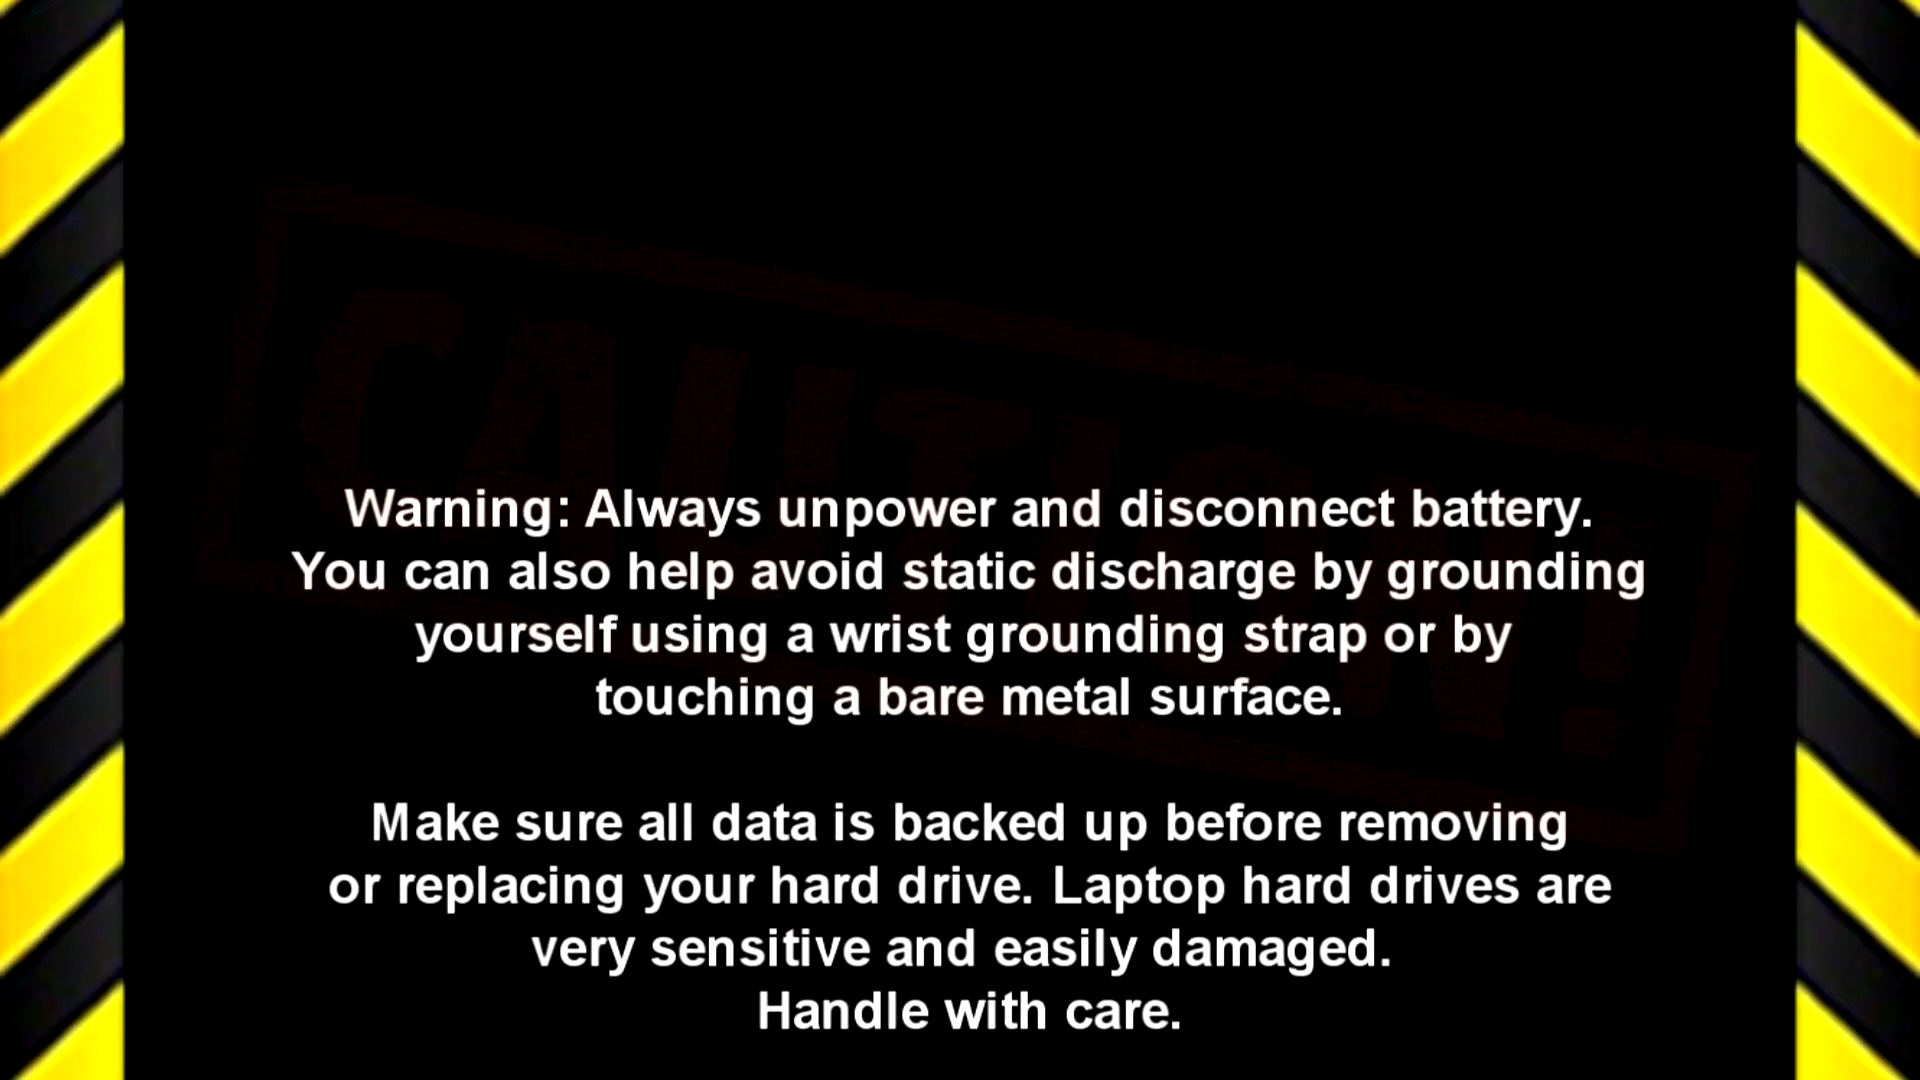 CAUTION!
Warning: Always unpower and disconnect battery.
You can also help avoid static discharge by grounding
yourself using a wrist grounding strap or by
touching a bare metal surface.
Make sure all data is backed up before removing
or replacing your hard drive. Laptop hard drives are
very sensitive and easily damaged.
Handle with care.